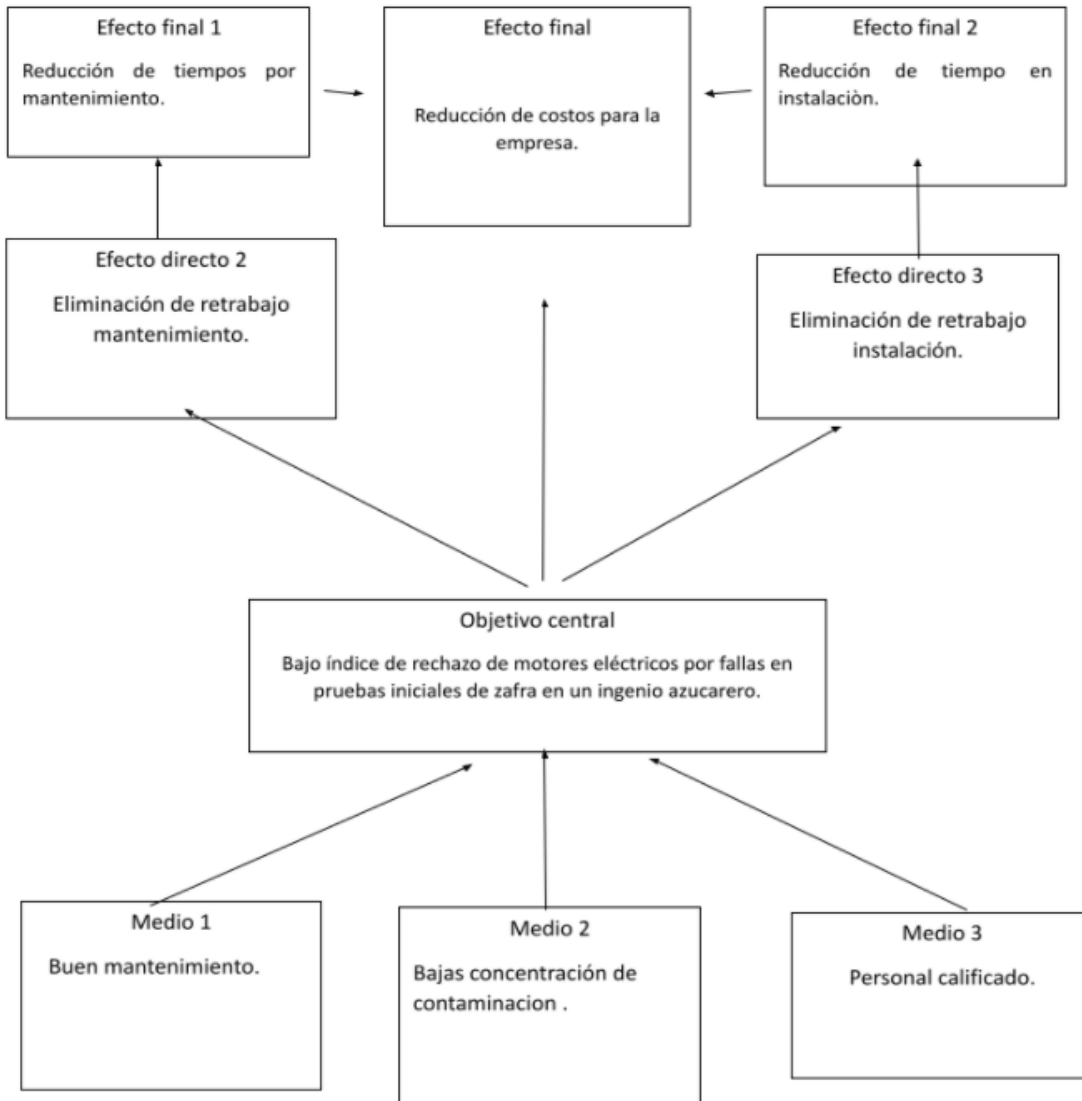 Efecto final 1
Reducción de tiempos por
mantenimiento.
Efecto final
Reducción de costos para la
empresa.
Efecto final 2
Reducción de tiempo en
instalaciòn.
Efecto directo 2
Eliminación de retrabajo
mantenimiento.
Efecto directo 3
Eliminación de retrabajo
instalación.
Objetivo central
Bajo índice de rechazo de motores eléctricos por fallas en
pruebas iniciales de zafra en un ingenio azucarero.
Medio 1
Buen mantenimiento.
Medio 2
Bajas concentración de
contaminacion .
Medio 3
Personal calificado.